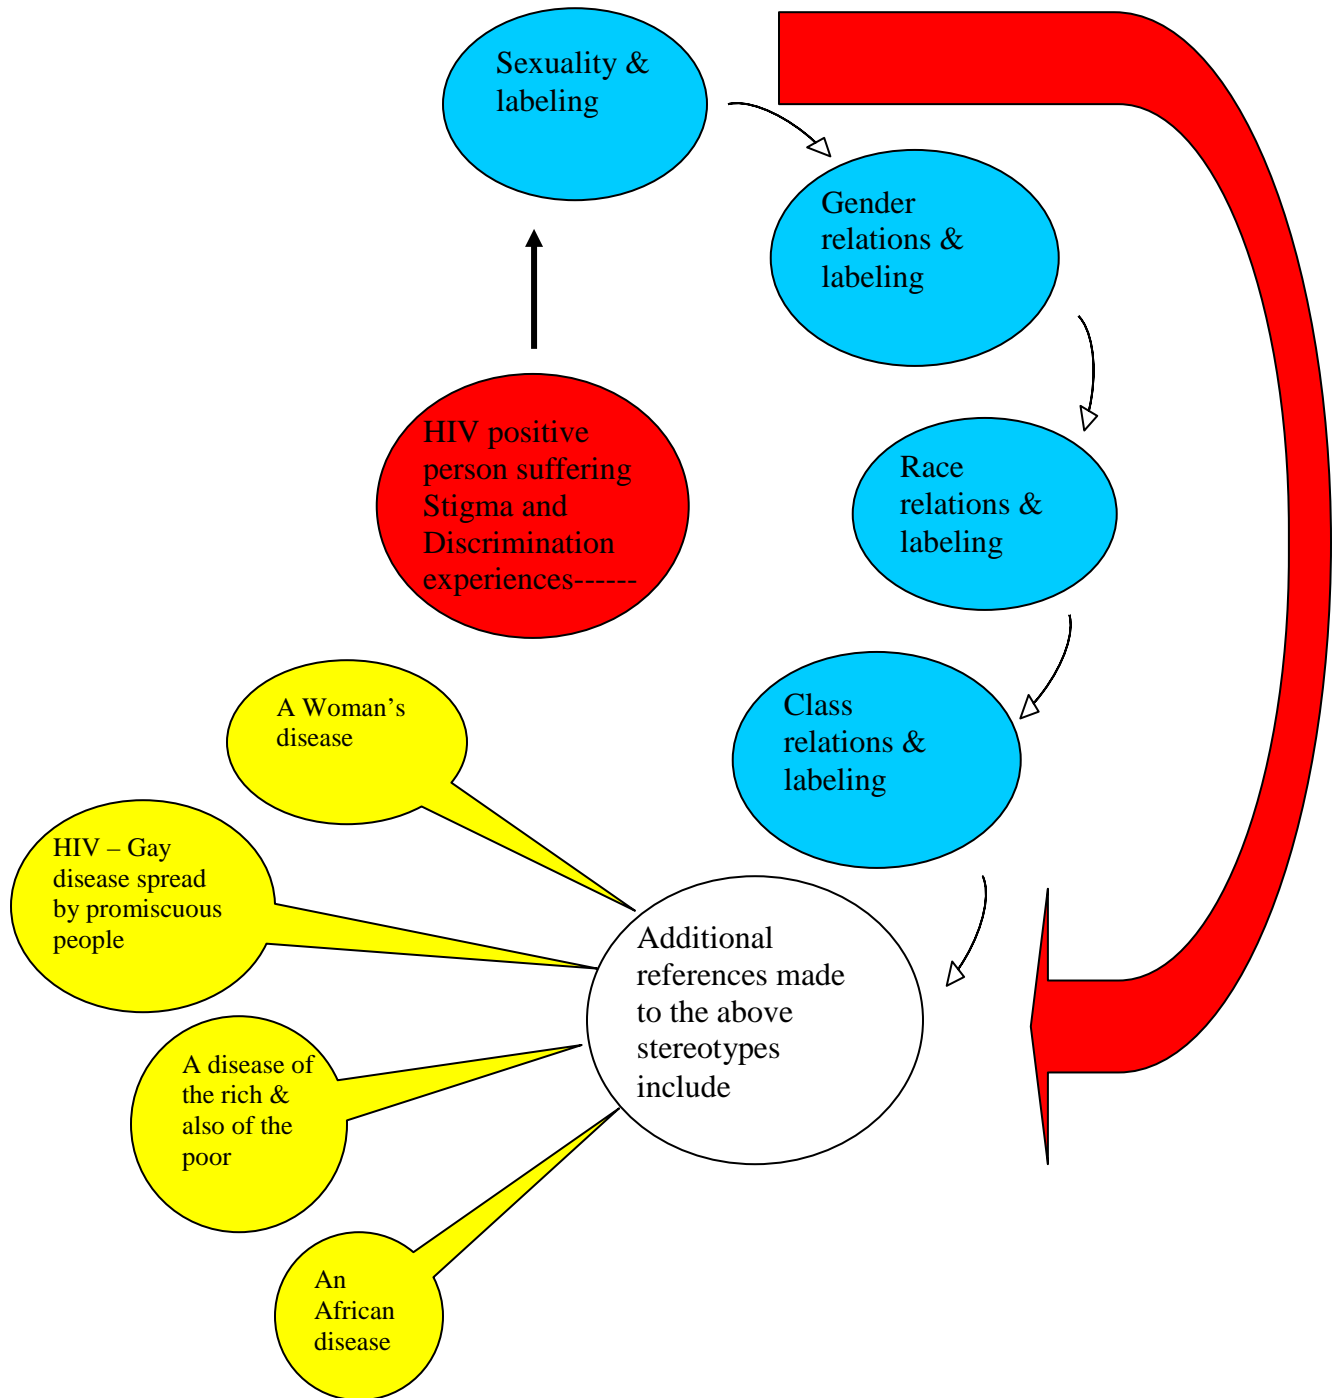 Sexuality &
labeling
Gender
relations &
labeling
HIV positive
person suffering
Stigma and
Discrimination
experiences------
Race
relations &
labeling
Class
relations &
labeling
A Woman’s
disease
HIV – Gay
disease spread
by promiscuous
people
Additional
references made
to the above
stereotypes
include
A disease of
the rich &
also of the
poor
An
African
disease